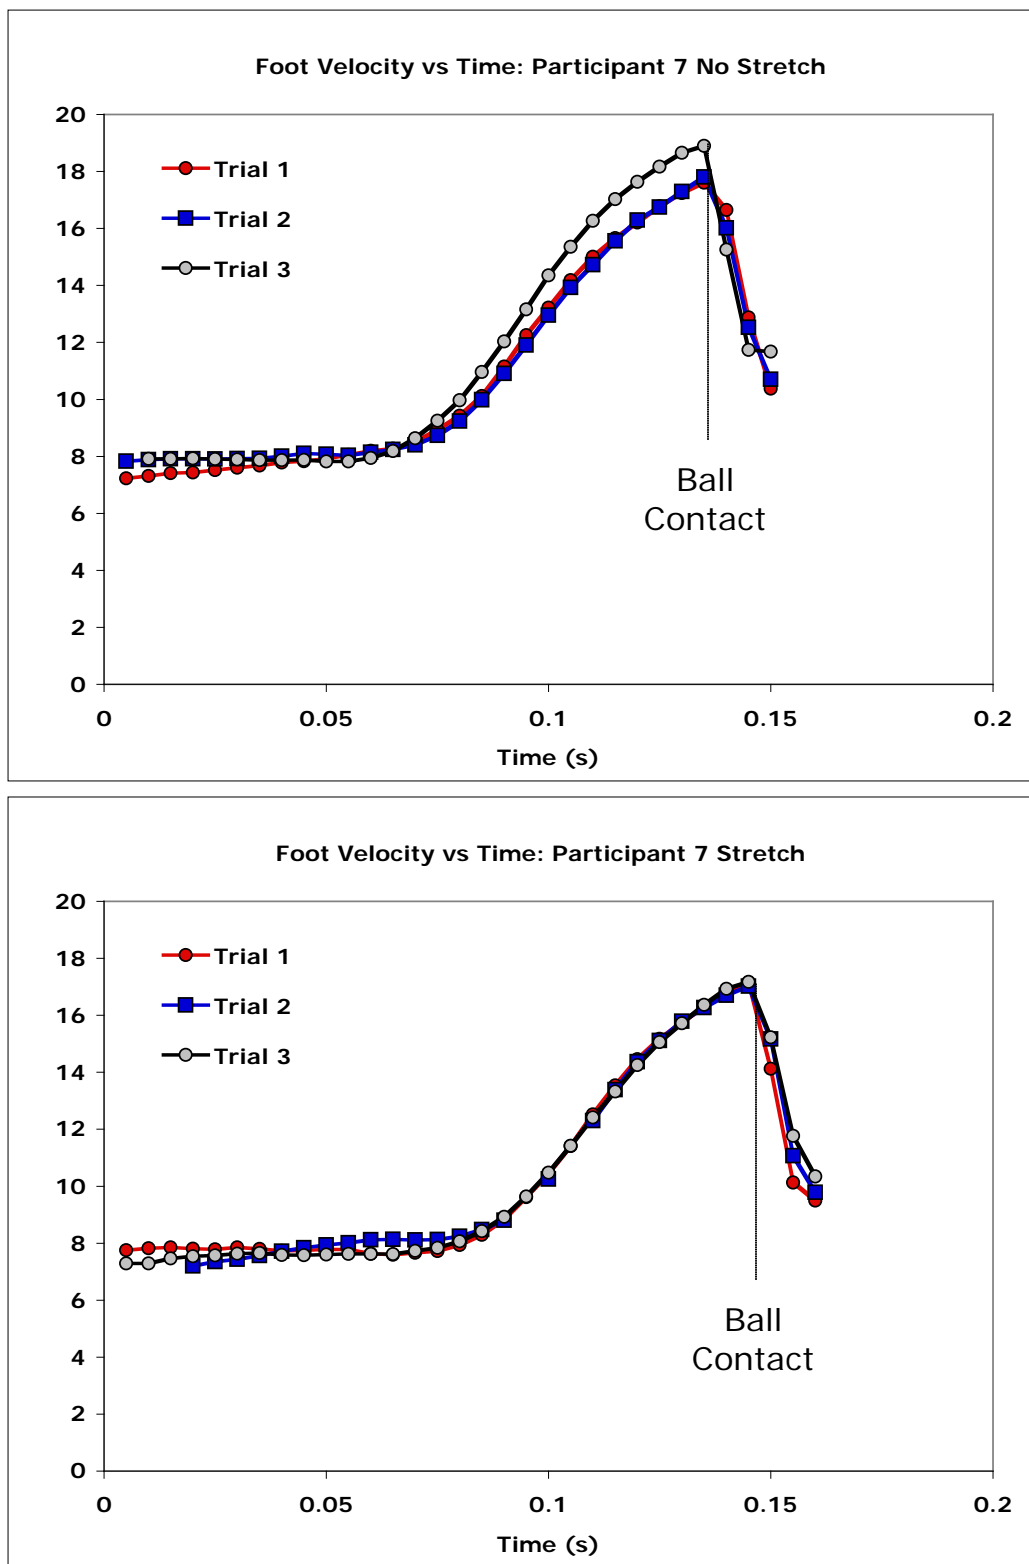 Foot Velocity vs Time: Participant 7 No Stretch
20
18
16
14
12
10
8
6
4
2
0
Trial 1
Trial 2
Trial 3
Ball
Contact
0 0.05 0.1 0.15 0.2
Time (s)
Foot Velocity vs Time: Participant 7 Stretch
20
18
16
14
12
10
8
6
4
2
0
Trial 1
Trial 2
Trial 3
Ball
Contact
0 0.05 0.1 0.15 0.2
Time (s)